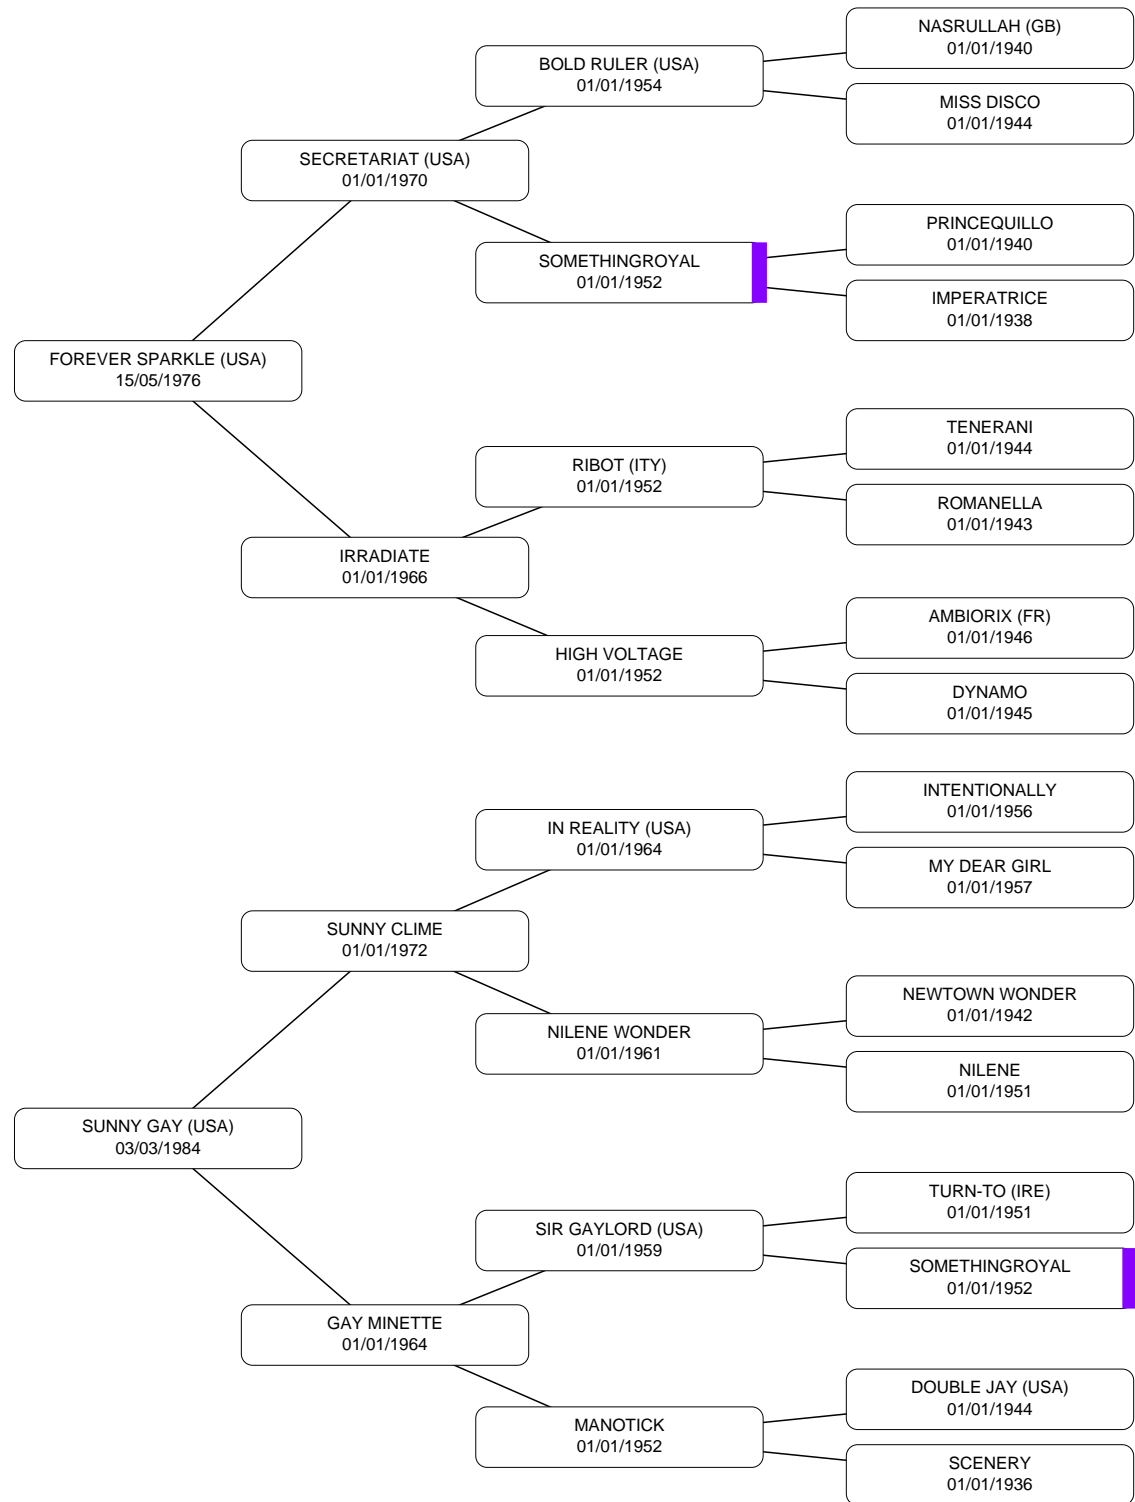 NASRULLAH (GB)
01/01/1940
BOLD RULER (USA)
01/01/1954
MISS DISCO
01/01/1944
SECRETARIAT (USA)
01/01/1970
PRINCEQUILLO
01/01/1940
SOMETHINGROYAL
01/01/1952
IMPERATRICE
01/01/1938
FOREVER SPARKLE (USA)
15/05/1976
TENERANI
01/01/1944
RIBOT (ITY)
01/01/1952
ROMANELLA
01/01/1943
IRRADIATE
01/01/1966
AMBIORIX (FR)
01/01/1946
HIGH VOLTAGE
01/01/1952
DYNAMO
01/01/1945
INTENTIONALLY
01/01/1956
IN REALITY (USA)
01/01/1964
MY DEAR GIRL
01/01/1957
SUNNY CLIME
01/01/1972
NEWTOWN WONDER
01/01/1942
NILENE WONDER
01/01/1961
NILENE
01/01/1951
SUNNY GAY (USA)
03/03/1984
TURN-TO (IRE)
01/01/1951
SIR GAYLORD (USA)
01/01/1959
SOMETHINGROYAL
01/01/1952
GAY MINETTE
01/01/1964
DOUBLE JAY (USA)
01/01/1944
MANOTICK
01/01/1952
SCENERY
01/01/1936